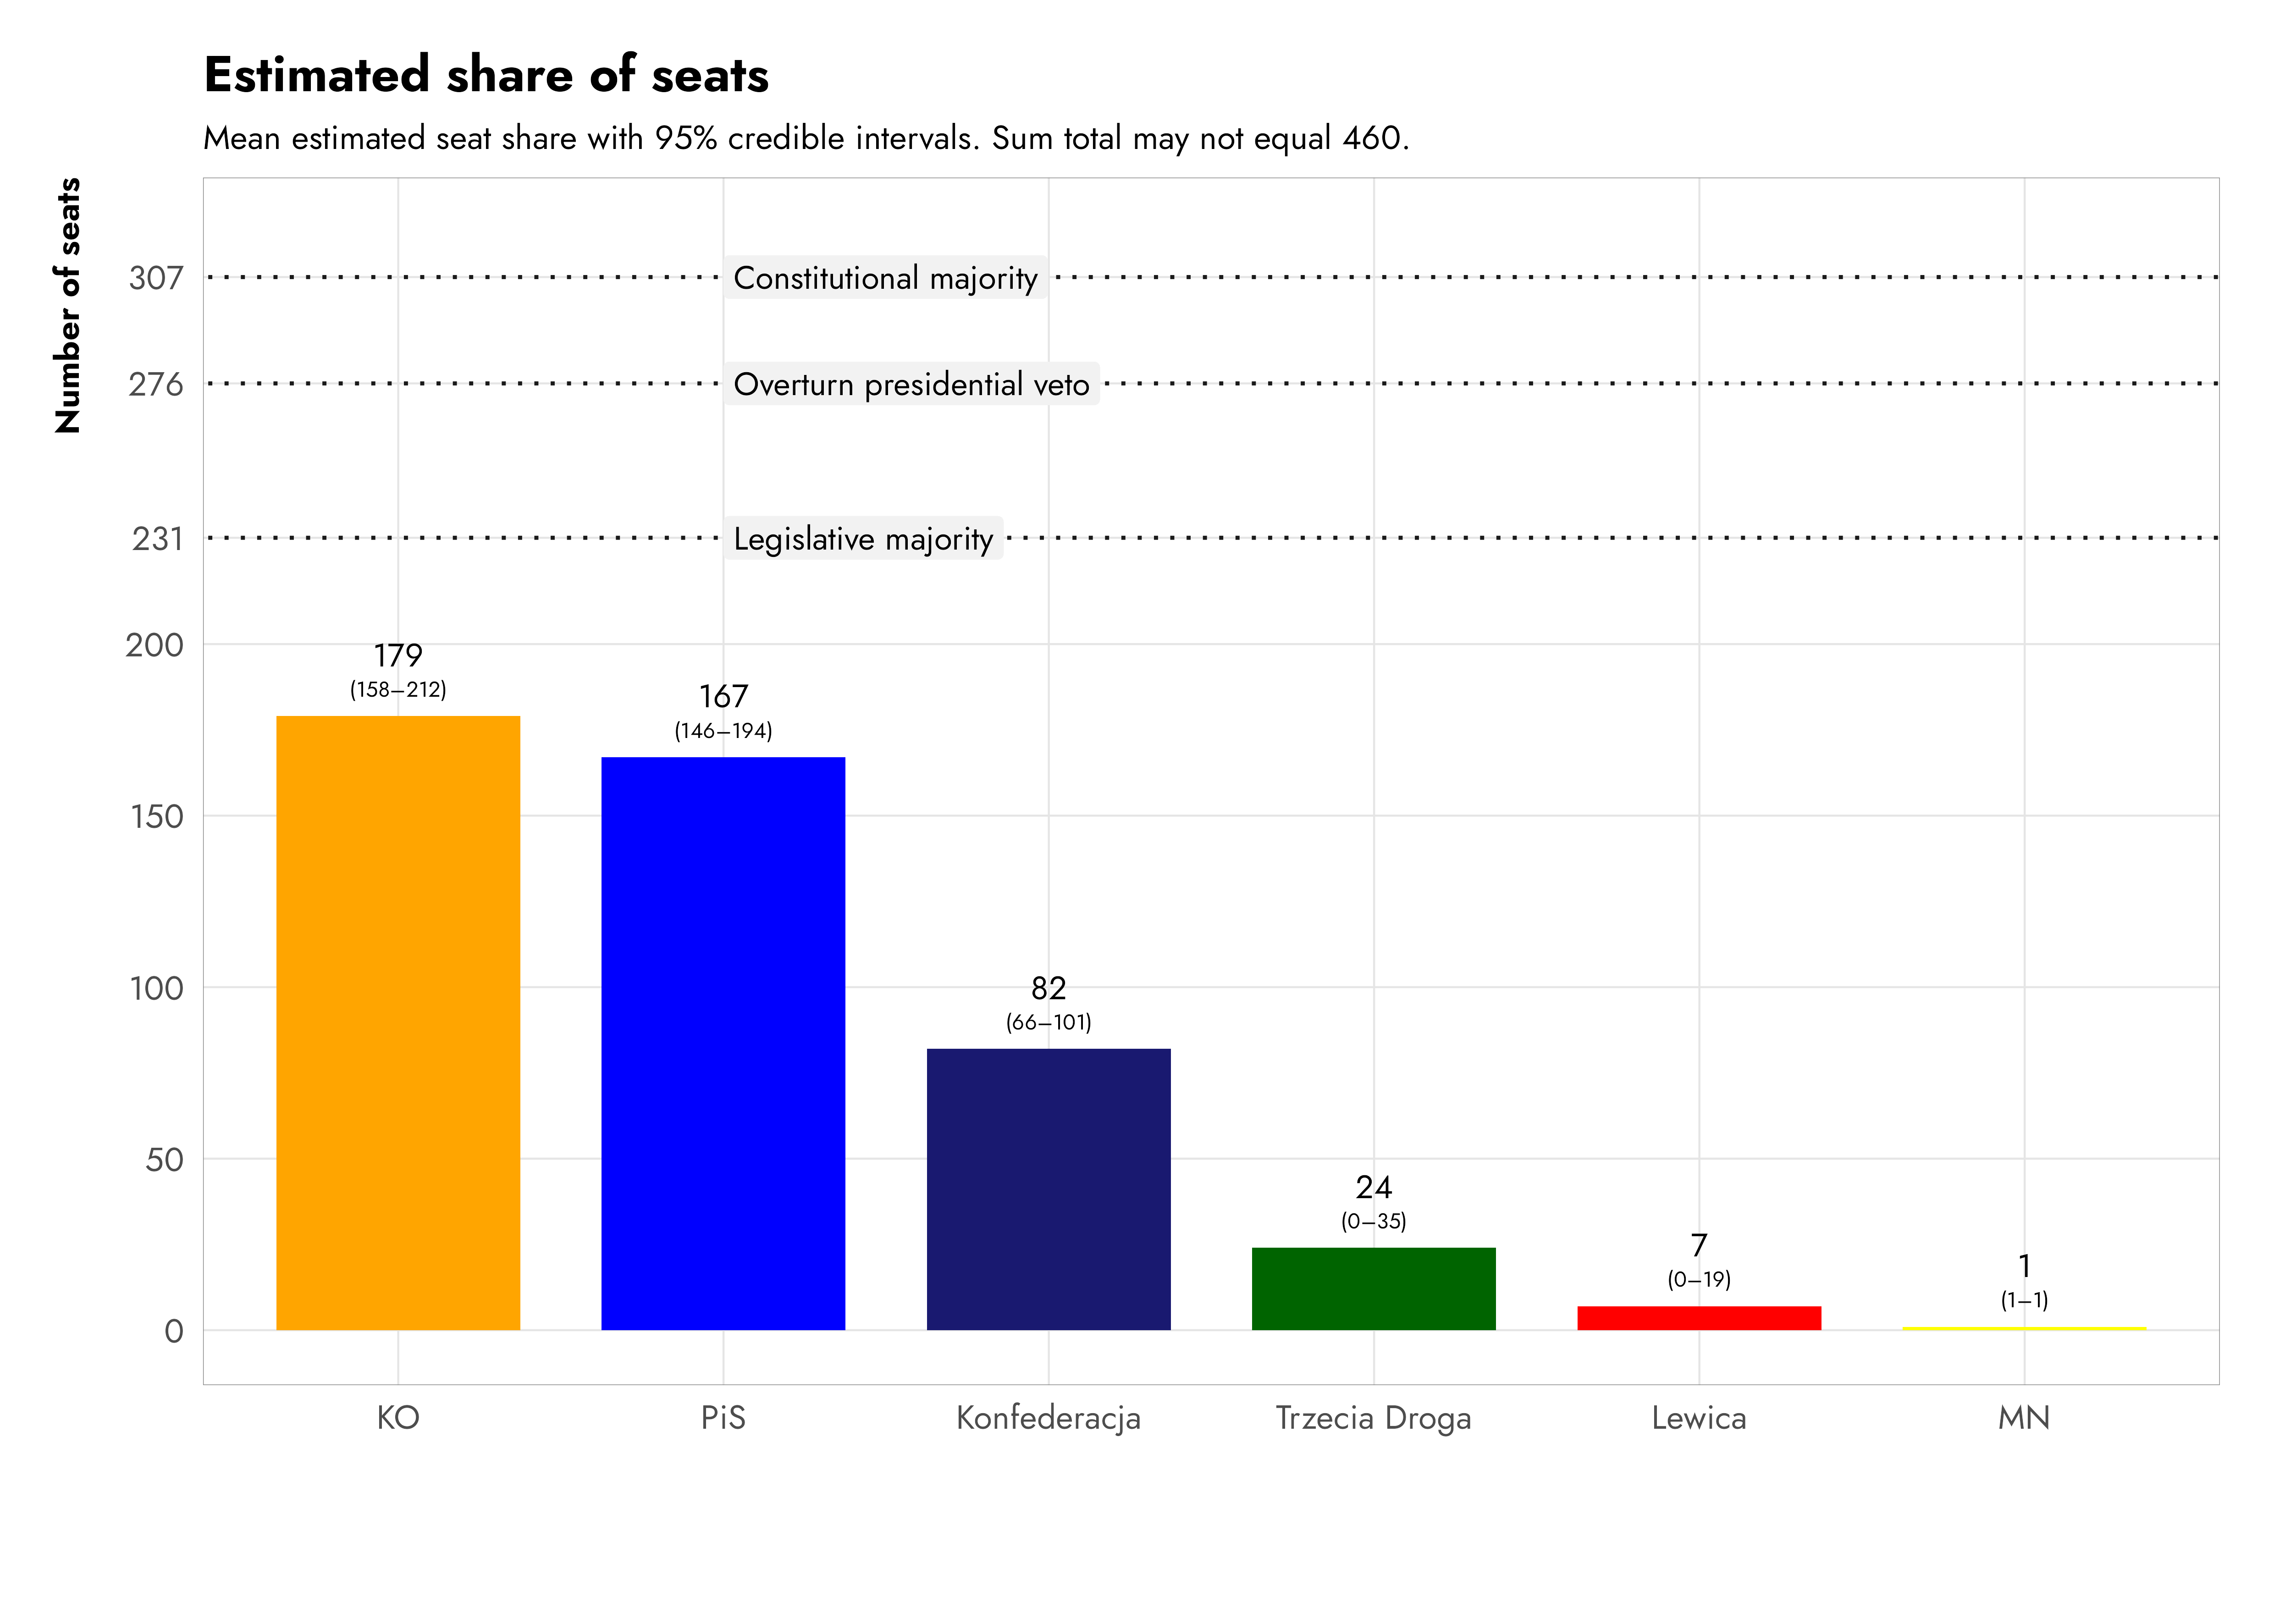 Estimated share of seats
Mean estimated seat share with 95% credible intervals. Sum total may not equal 460.
Number of seats
307
Constitutional majority
276
Overturn presidential veto
231
Legislative majority
200
150
100
50
0
179
(158–212)
167
(146–194)
82
(66–101)
24
(0–35)
7
(0–19)
1
(1–1)
KO
PiS
Konfederacja
Trzecia Droga
Lewica
MN